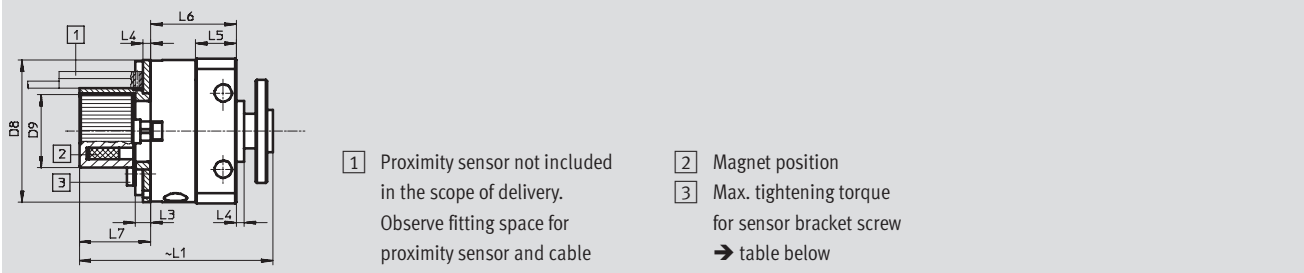 L6
1
L4
L5
D8
D9
2
3
L3
L4
L7
~L1
1 Proximity sensor not included
in the scope of delivery.
Observe fitting space for
proximity sensor and cable
2 Magnet position
3 Max. tightening torque
for sensor bracket screw
➔ table below